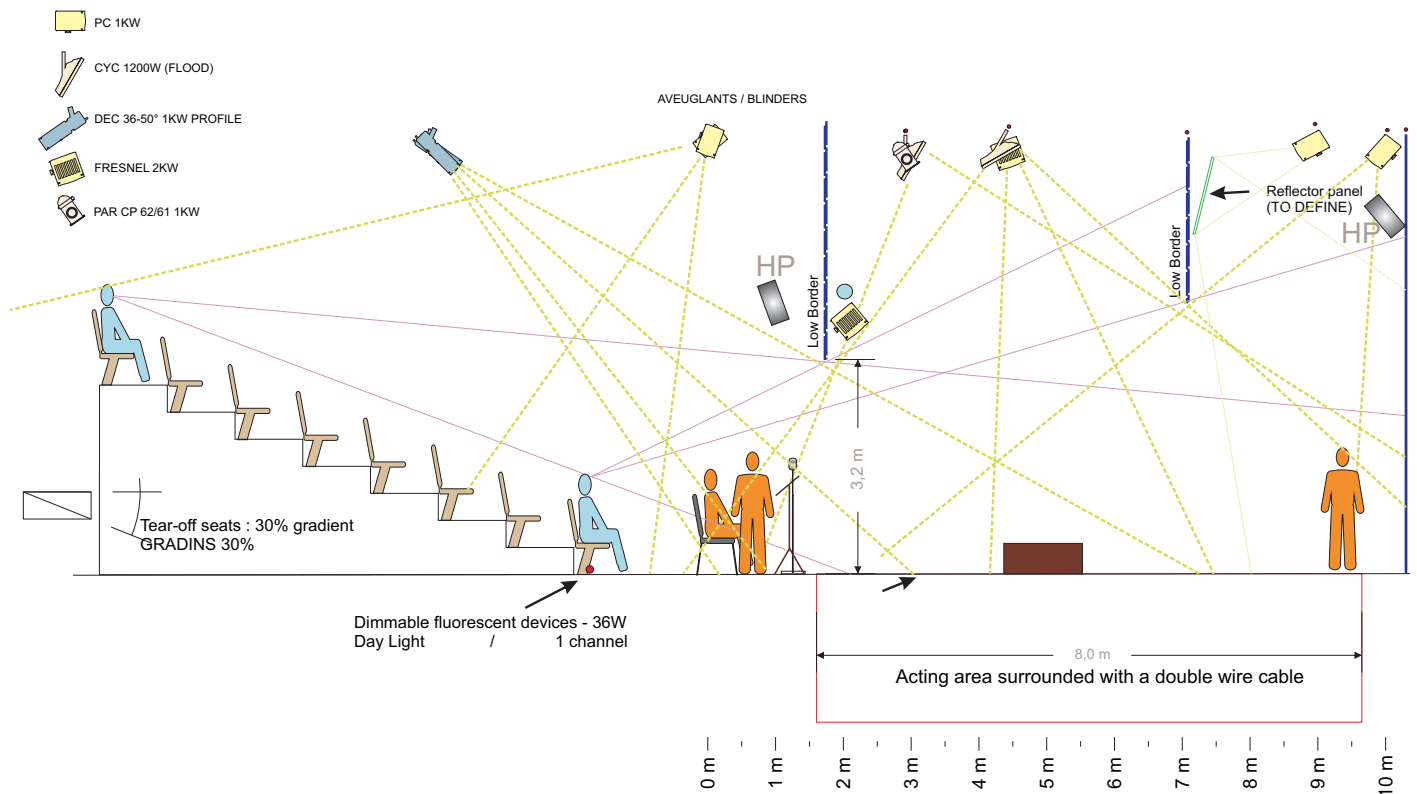 PC 1KW
CYC 1200W (FLOOD)
DEC 36-50° 1KW PROFILE
FRESNEL 2KW
PAR CP 62/61 1KW
AVEUGLANTS / BLINDERS
Reflector panel
(TO DEFINE)
HP
HP
Low Border
Low Border
3,2 m
Tear-off seats : 30% gradient
GRADINS 30%
Dimmable fluorescent devices - 36W
Day Light / 1 channel
8,0 m
Acting area surrounded with a double wire cable
0 m
1 m
2 m
3 m
4 m
5 m
6 m
7 m
8 m
9 m
10 m